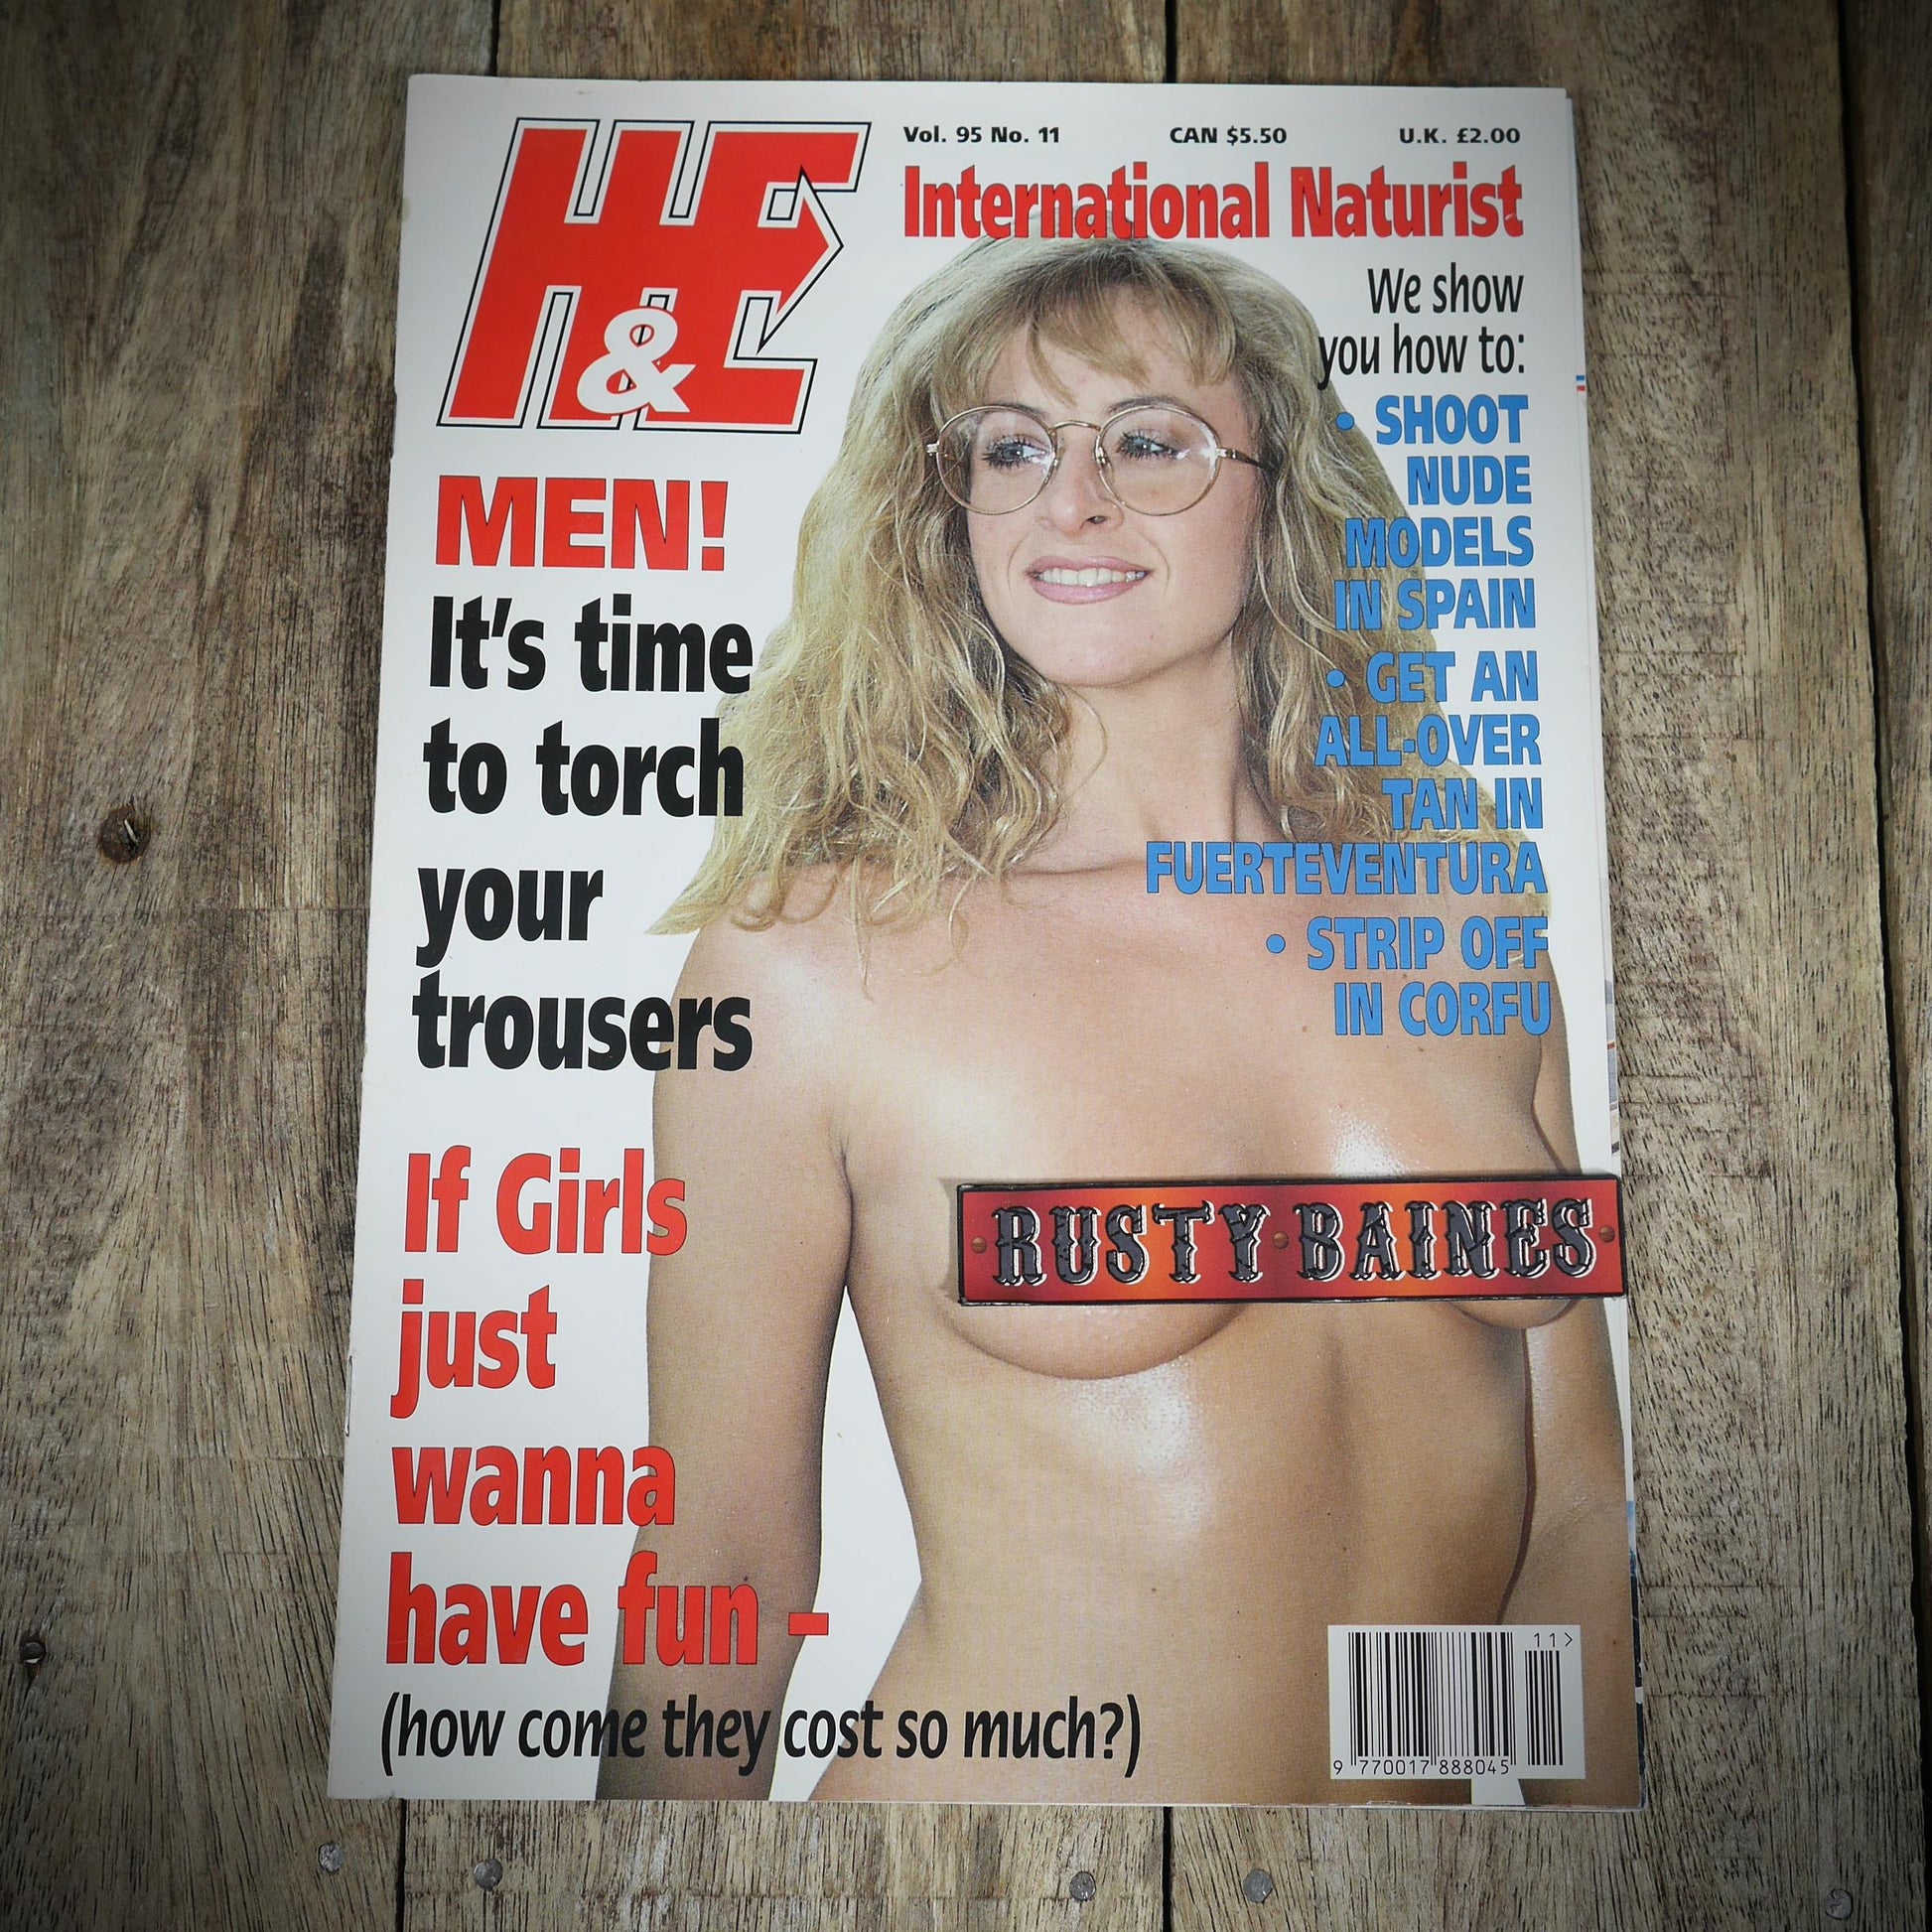 H&E
Vol. 95 No. 11 CAN $5.50 U.K. £2.00
International Naturist
We show
you how to:
• SHOOT
NUDE
MODELS
IN SPAIN
• GET AN
ALL-OVER
TAN IN
FUERTEVENTURA
• STRIP OFF
IN CORFU
MEN!
It's time
to torch
your
trousers
If Girls
just
wanna
have fun –
(how come they cost so much?)
RUSTY BAINES
11>
9 770017 888045